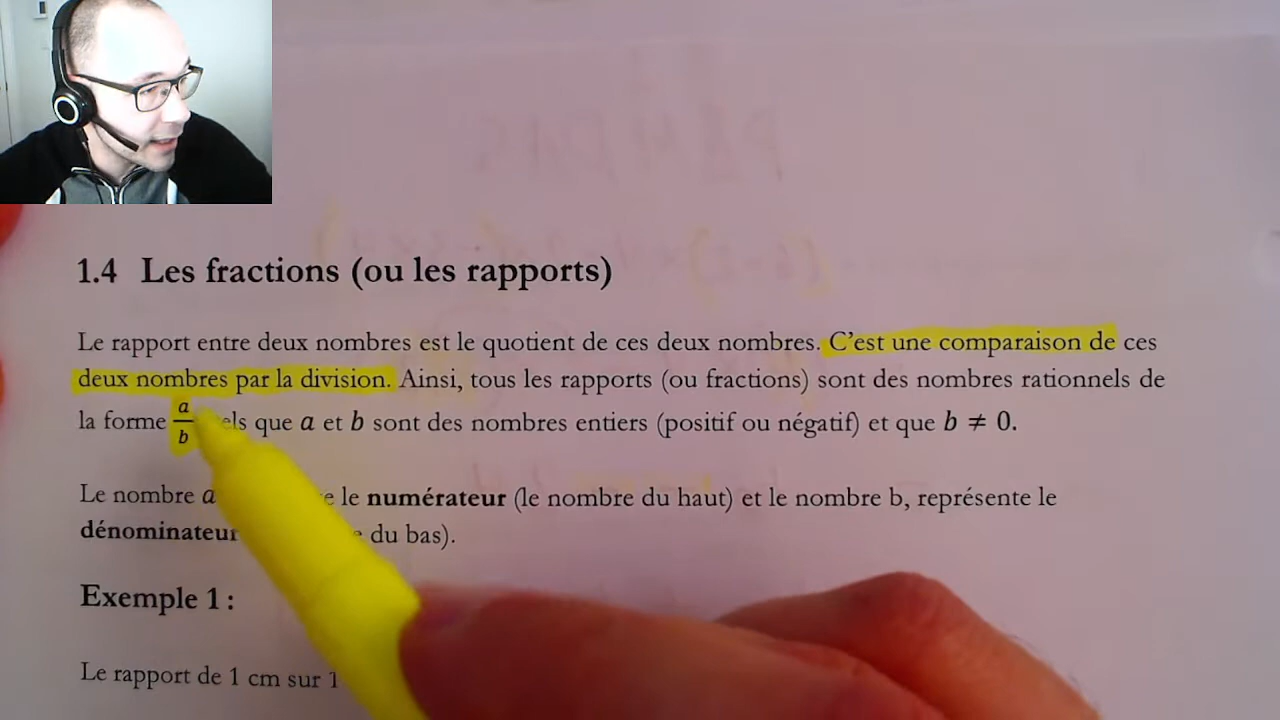 1.4 Les fractions (ou les rapports)
Le rapport entre deux nombres est le quotient de ces deux nombres. C'est une comparaison de ces
deux nombres par la division. Ainsi, tous les rapports (ou fractions) sont des nombres rationnels de
la forme a/b els que a et b sont des nombres entiers (positif ou négatif) et que b ≠ 0.
Le nombre a e le numérateur (le nombre du haut) et le nombre b, représente le
dénominateur e du bas).
Exemple 1 :
Le rapport de 1 cm sur 1